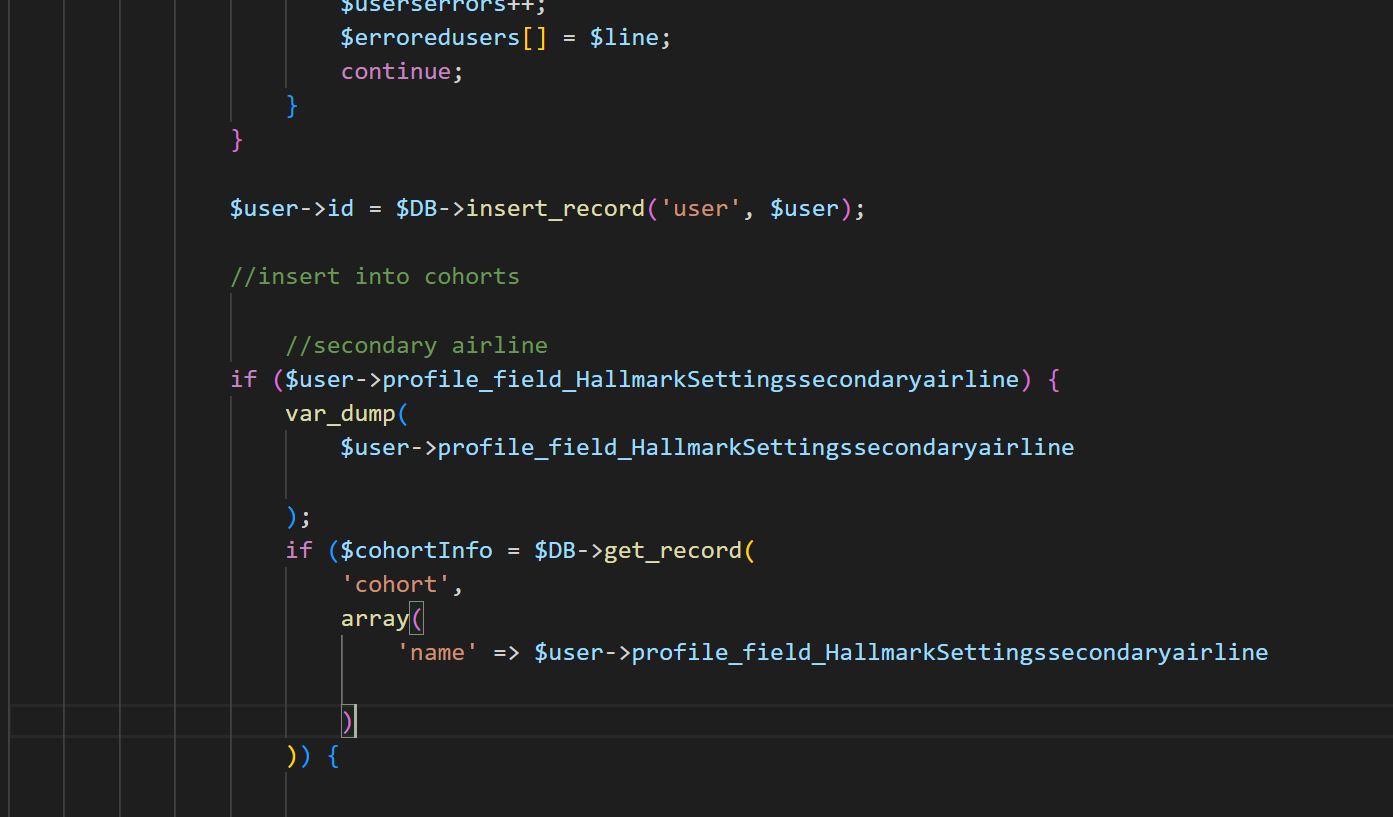 $userserrors++;
$erroredusers[] = $line;
continue;
}
}
$user->id = $DB->insert_record('user', $user);
//insert into cohorts
//secondary airline
if ($user->profile_field_HallmarkSettingssecondaryairline) {
var_dump(
$user->profile_field_HallmarkSettingssecondaryairline
);
if ($cohortInfo = $DB->get_record(
'cohort',
array(
'name' => $user->profile_field_HallmarkSettingssecondaryairline
)
)) {